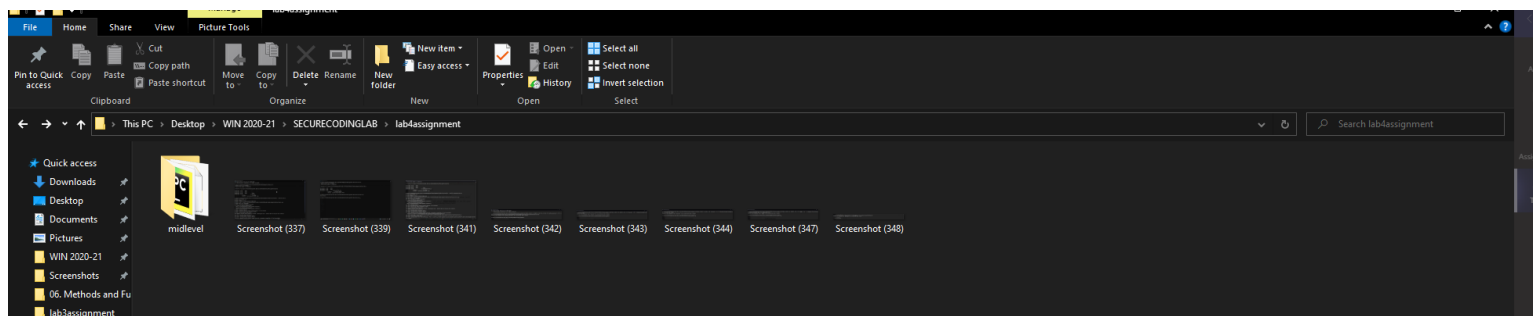 lab4assignment
File Home Share View Picture Tools
Pin to Quick access
Copy
Paste
Cut
Copy path
Paste shortcut
Clipboard
Move to
Copy to
Delete
Rename
New folder
Organize
New item
Easy access
New
Properties
Open
Edit
History
Open
Select all
Select none
Invert selection
Select
This PC > Desktop > WIN 2020-21 > SECURECODINGLAB > lab4assignment
Search lab4assignment
Quick access
Downloads
Desktop
Documents
Pictures
WIN 2020-21
Screenshots
06. Methods and Fu
lab3assignment
PC
midlevel
Screenshot (337)
Screenshot (339)
Screenshot (341)
Screenshot (342)
Screenshot (343)
Screenshot (344)
Screenshot (347)
Screenshot (348)